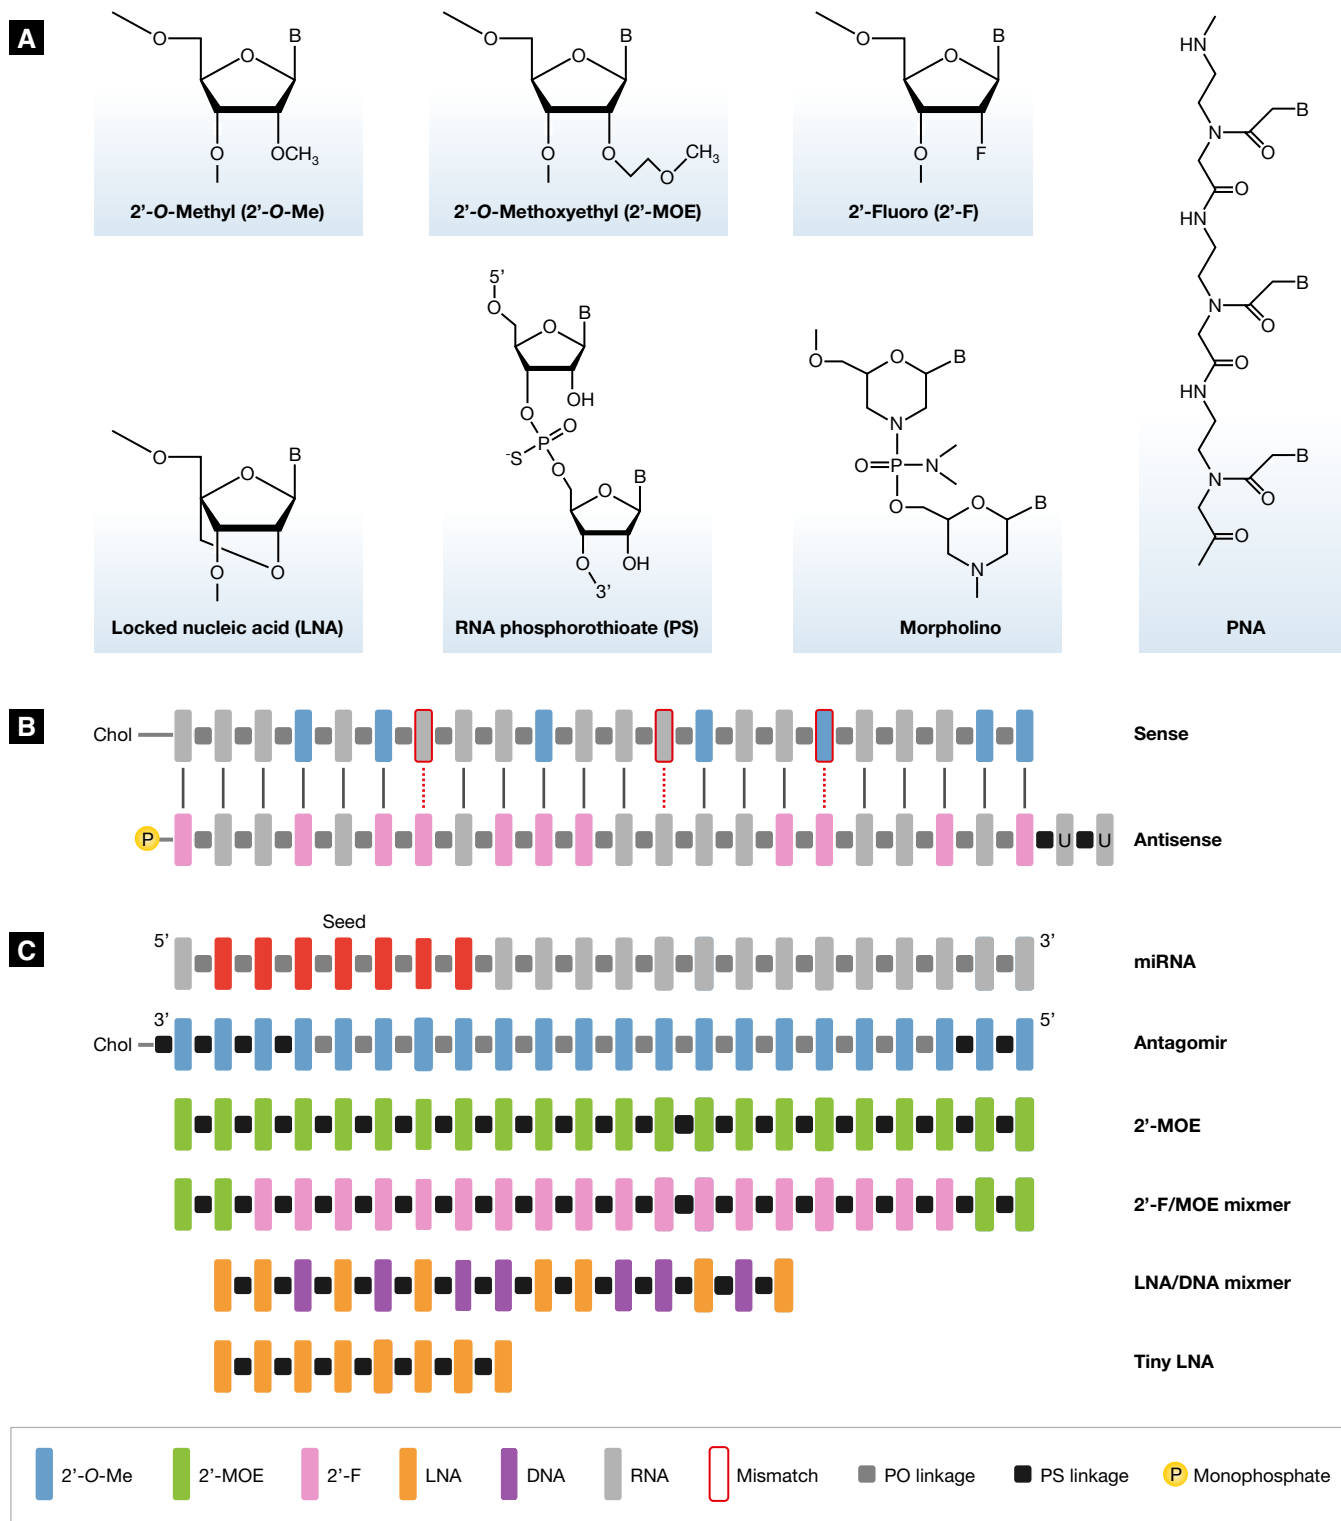 A
O
O
B
O
OCH3
2’-O-Methyl (2’-O-Me)
O
O
B
O
O
O
CH3
2’-O-Methoxyethyl (2’-MOE)
O
O
B
O
F
2’-Fluoro (2’-F)
HN
N
B
O
O
HN
N
B
O
O
HN
N
B
O
O
PNA
O
O
B
O
O
Locked nucleic acid (LNA)
5’
O
O
B
OH
O
P
O
-S
O
O
B
O
OH
3’
RNA phosphorothioate (PS)
O
O
B
N
O=P–N
O
O
B
N
Morpholino
B
Chol
Sense
P
U
U
Antisense
C
Seed
5’
3’
miRNA
3’
5’
Chol
Antagomir
2’-MOE
2’-F/MOE mixmer
LNA/DNA mixmer
Tiny LNA
2’-O-Me
2’-MOE
2’-F
LNA
DNA
RNA
Mismatch
PO linkage
PS linkage
P Monophosphate